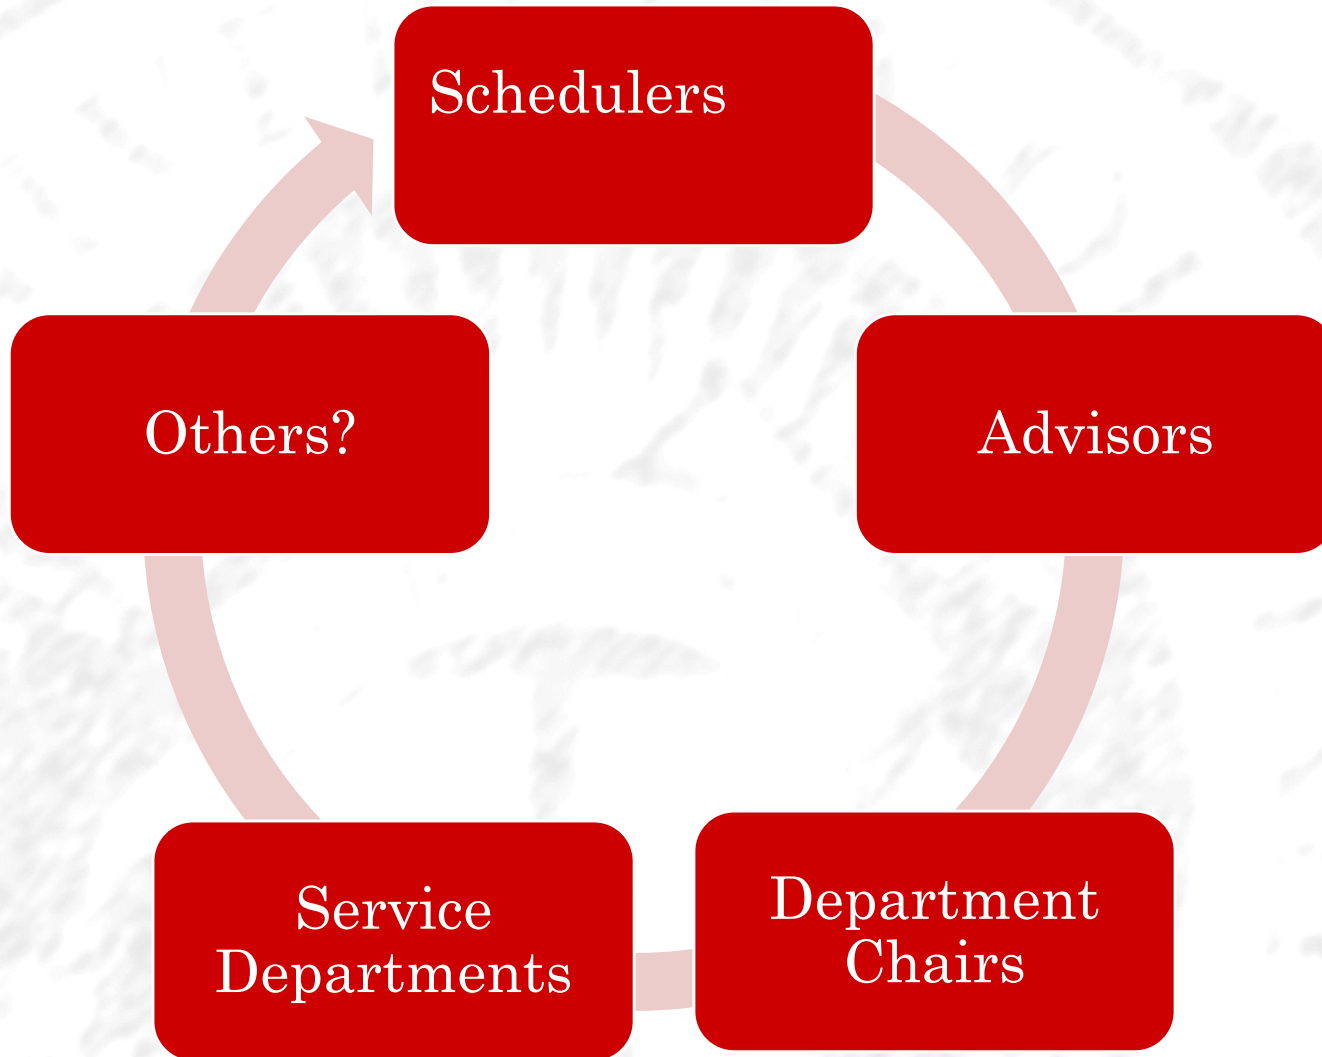 Schedulers
Advisors
Department
Chairs
Service
Departments
Others?